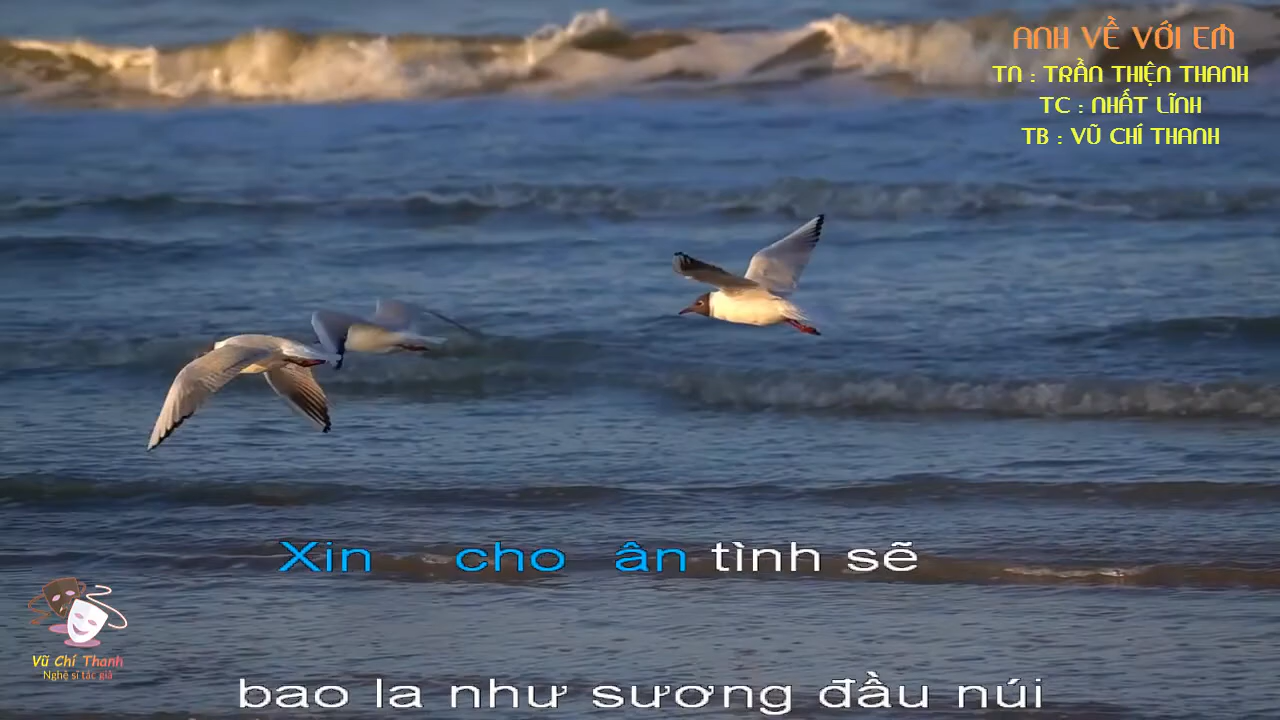 ANH VỀ VỚI EM
TN : TRẦN THIỆN THANH
TC : NHẤT LĨNH
TB : VŨ CHÍ THANH
Xin cho ân tình sẽ
Vũ Chí Thanh
Nghệ sĩ tác giả
bao la như sương đầu núi